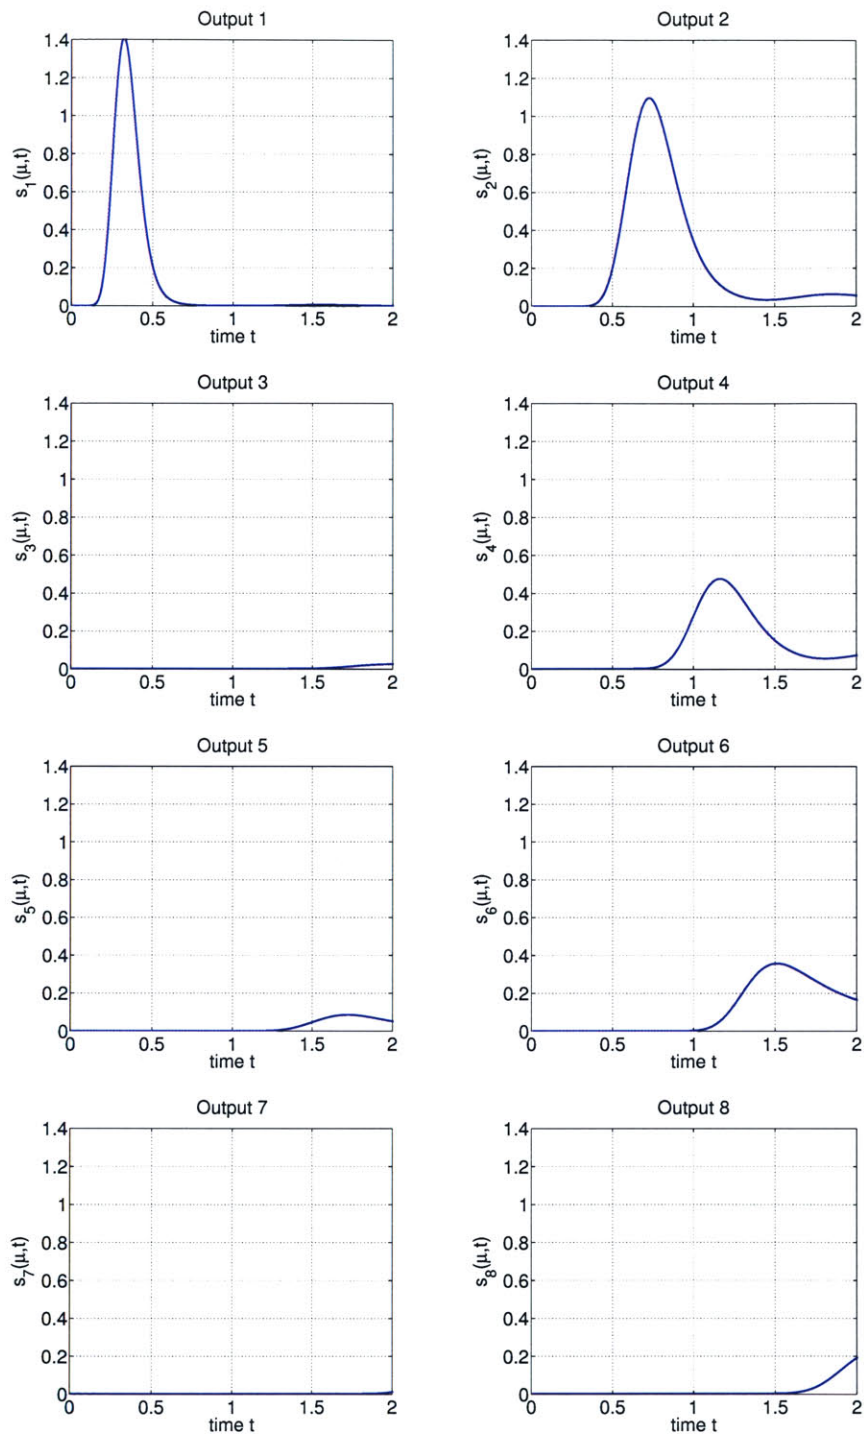 Output 1
1.4
1.2
1
0.8
0.6
0.4
0.2
0
s1(μ,t)
0 0.5 1 1.5 2
time t
Output 2
1.4
1.2
1
0.8
0.6
0.4
0.2
0
s2(μ,t)
0 0.5 1 1.5 2
time t
Output 3
1.4
1.2
1
0.8
0.6
0.4
0.2
0
s3(μ,t)
0 0.5 1 1.5 2
time t
Output 4
1.4
1.2
1
0.8
0.6
0.4
0.2
0
s4(μ,t)
0 0.5 1 1.5 2
time t
Output 5
1.4
1.2
1
0.8
0.6
0.4
0.2
0
s5(μ,t)
0 0.5 1 1.5 2
time t
Output 6
1.4
1.2
1
0.8
0.6
0.4
0.2
0
s6(μ,t)
0 0.5 1 1.5 2
time t
Output 7
1.4
1.2
1
0.8
0.6
0.4
0.2
0
s7(μ,t)
0 0.5 1 1.5 2
time t
Output 8
1.4
1.2
1
0.8
0.6
0.4
0.2
0
s8(μ,t)
0 0.5 1 1.5 2
time t